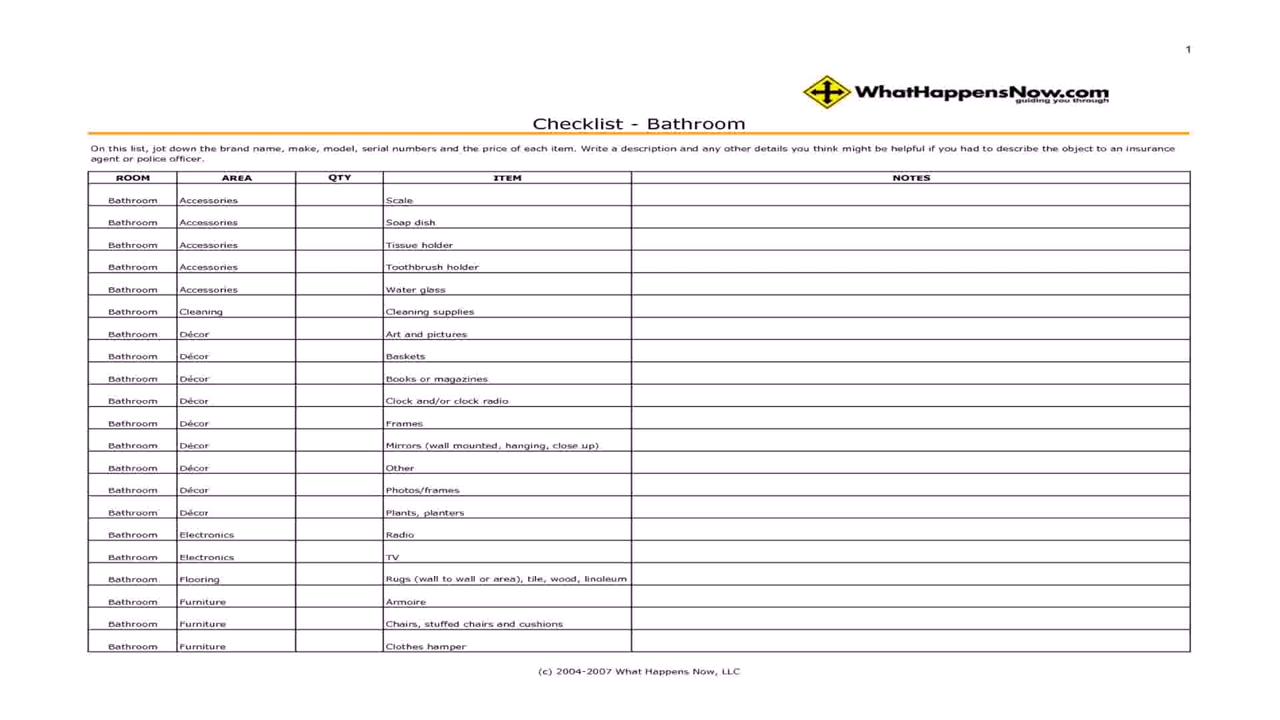 1
WhatHappensNow.com
guiding you through
Checklist - Bathroom
On this list, jot down the brand name, make, model, serial numbers and the price of each item. Write a description and any other details you think might be helpful if you had to describe the object to an insurance
agent or police officer.
ROOM AREA QTY ITEM NOTES
Bathroom Accessories Scale
Bathroom Accessories Soap dish
Bathroom Accessories Tissue holder
Bathroom Accessories Toothbrush holder
Bathroom Accessories Water glass
Bathroom Cleaning Cleaning supplies
Bathroom Décor Art and pictures
Bathroom Décor Baskets
Bathroom Décor Books or magazines
Bathroom Décor Clock and/or clock radio
Bathroom Décor Frames
Bathroom Décor Mirrors (wall mounted, hanging, close up)
Bathroom Décor Other
Bathroom Décor Photos/frames
Bathroom Décor Plants, planters
Bathroom Electronics Radio
Bathroom Electronics TV
Bathroom Flooring Rugs (wall to wall or area), tile, wood, linoleum
Bathroom Furniture Armoire
Bathroom Furniture Chairs, stuffed chairs and cushions
Bathroom Furniture Clothes hamper
(c) 2004-2007 What Happens Now, LLC